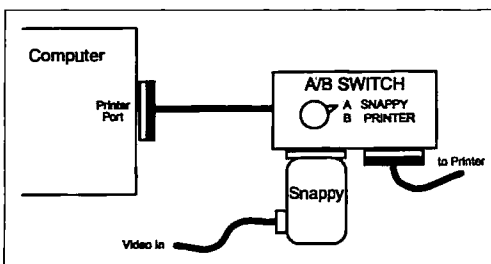 Computer
Printer
Port
A/B SWITCH
A SNAPPY
B PRINTER
to Printer
Snappy
Video In